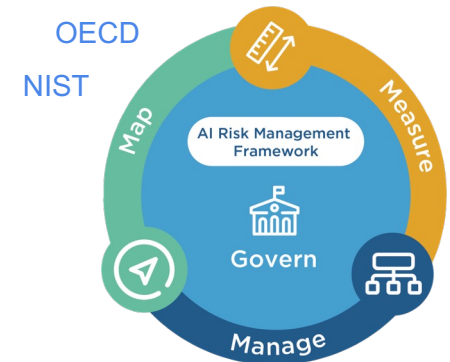 OECD
NIST
Map
Measure
AI Risk Management
Framework
Govern
Manage